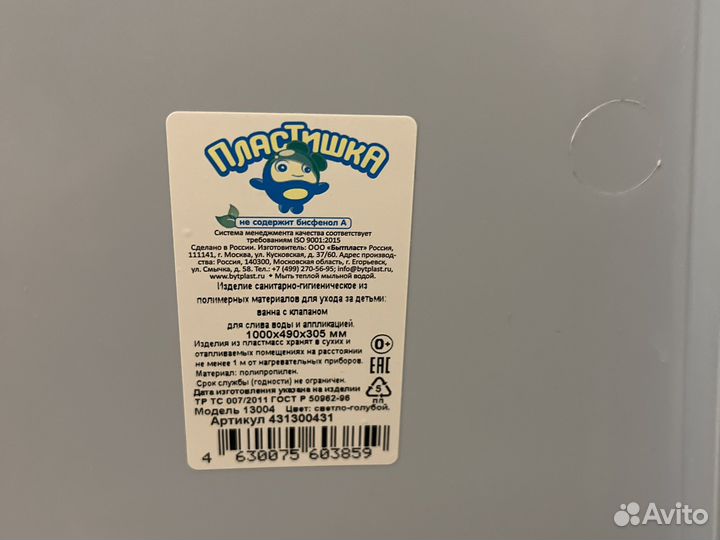 ПЛАСТИШКА
не содержит бисфенол А
Система менеджмента качества соответствует
требованиям ISO 9001:2015
Сделано в России. Изготовитель: ООО «Бытпласт» Россия,
111141, г. Москва, ул. Кусковская, д. 37/60. Адрес производ-
ства: Россия, 140300, Московская область, г. Егорьевск,
ул. Смычка, д. 58. Тел.: +7 (499) 270-56-95; info@bytplast.ru,
www.bytplast.ru • Мыть теплой мыльной водой.
Изделие санитарно-гигиеническое из
полимерных материалов для ухода за детьми:
ванна с клапаном
для слива воды и аппликацией.
1000х490х305 мм
Изделия из пластмасс хранят в сухих и
отапливаемых помещениях на расстоянии
не менее 1 м от нагревательных приборов.
Материал: полипропилен.
Срок службы (годности) не ограничен.
Дата изготовления указана на изделии
ТР ТС 007/2011 ГОСТ Р 50962-96
Модель 13004 Цвет: светло-голубой.
Артикул 431300431
0+
ЕАС
5
ПП
4 630075 603859
Avito